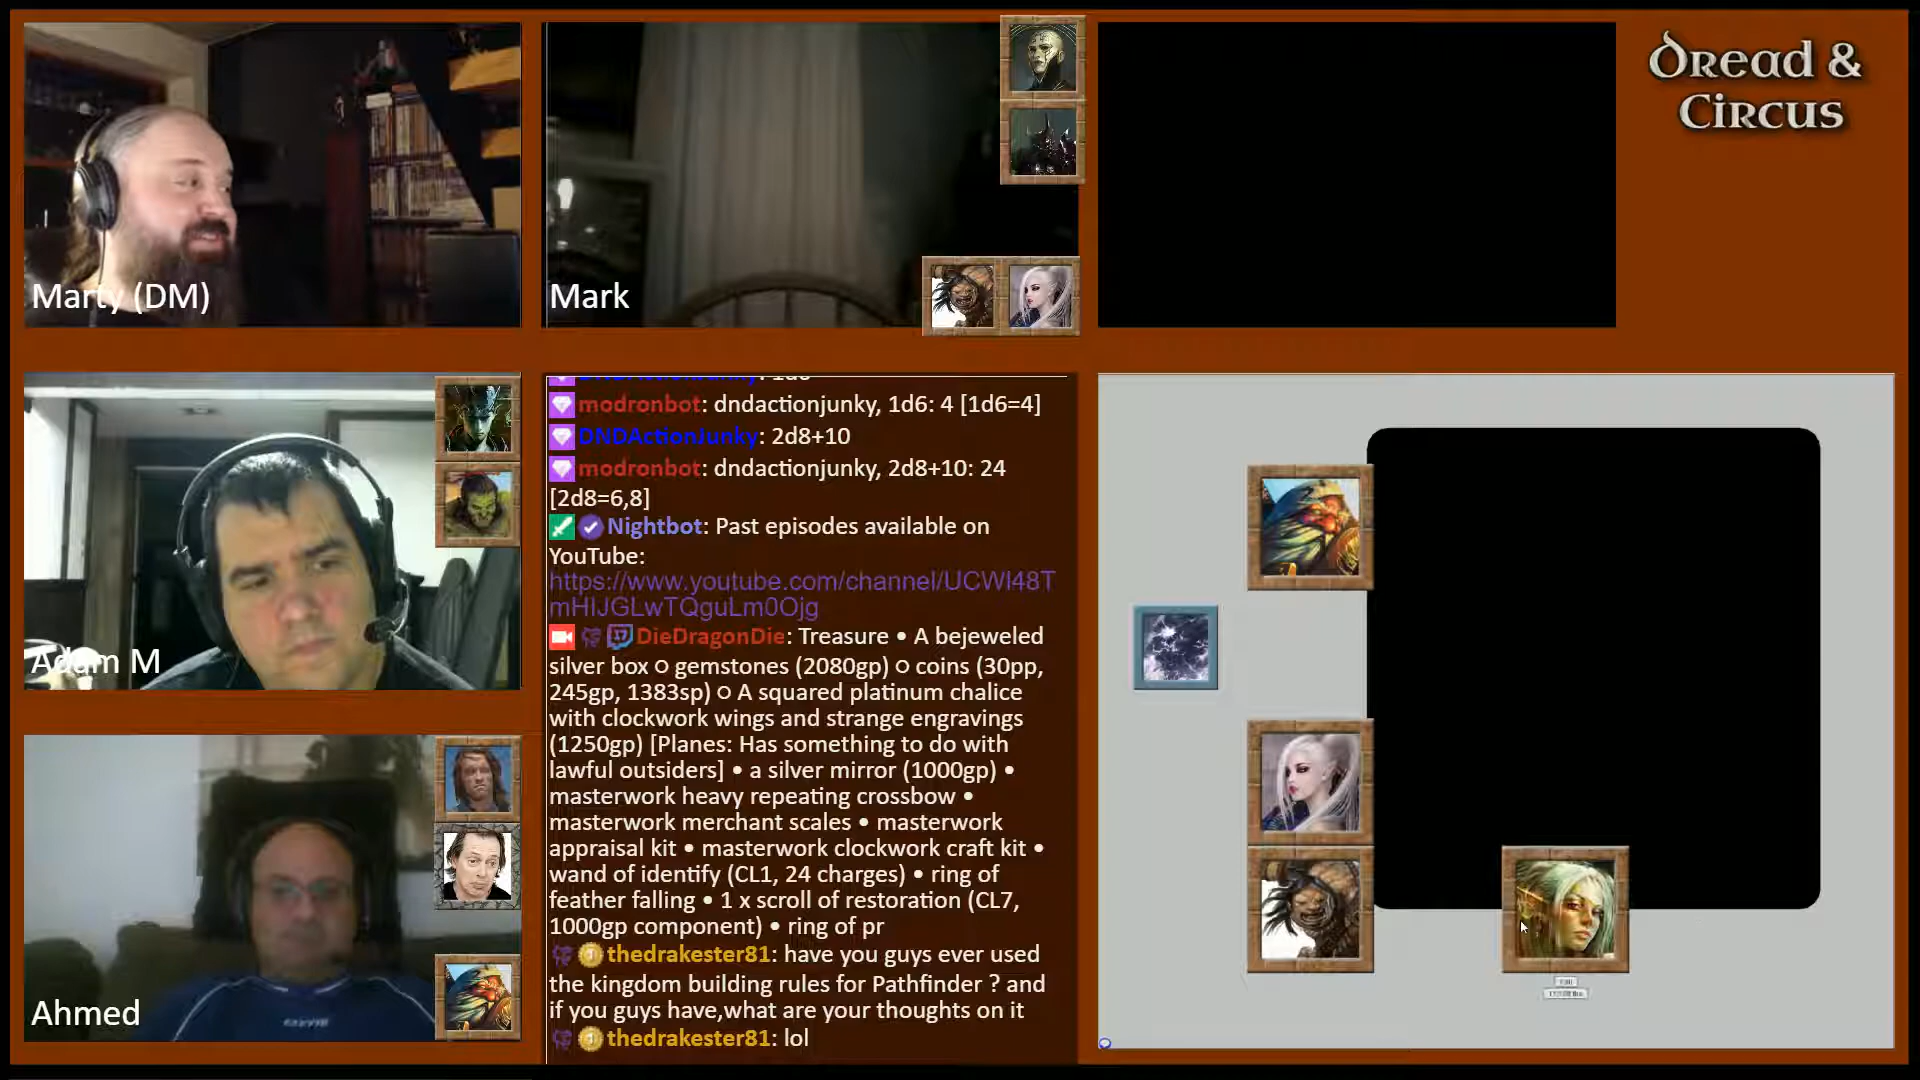 Dread &
Circus
Marty (DM)
Mark
Adam M
Ahmed
modronbot: dndactionjunky, 1d6: 4 [1d6=4]
DNDActionJunky: 2d8+10
modronbot: dndactionjunky, 2d8+10: 24
[2d8=6,8]
Nightbot: Past episodes available on
YouTube:
https://www.youtube.com/channel/UCWl48T
mHIJGLwTQguLm0Ojg
17 DieDragonDie: Treasure • A bejeweled
silver box ○ gemstones (2080gp) ○ coins (30pp,
245gp, 1383sp) ○ A squared platinum chalice
with clockwork wings and strange engravings
(1250gp) [Planes: Has something to do with
lawful outsiders] • a silver mirror (1000gp) •
masterwork heavy repeating crossbow •
masterwork merchant scales • masterwork
appraisal kit • masterwork clockwork craft kit •
wand of identify (CL1, 24 charges) • ring of
feather falling • 1 x scroll of restoration (CL7,
1000gp component) • ring of pr
thedrakester81: have you guys ever used
the kingdom building rules for Pathfinder ? and
if you guys have,what are your thoughts on it
thedrakester81: lol